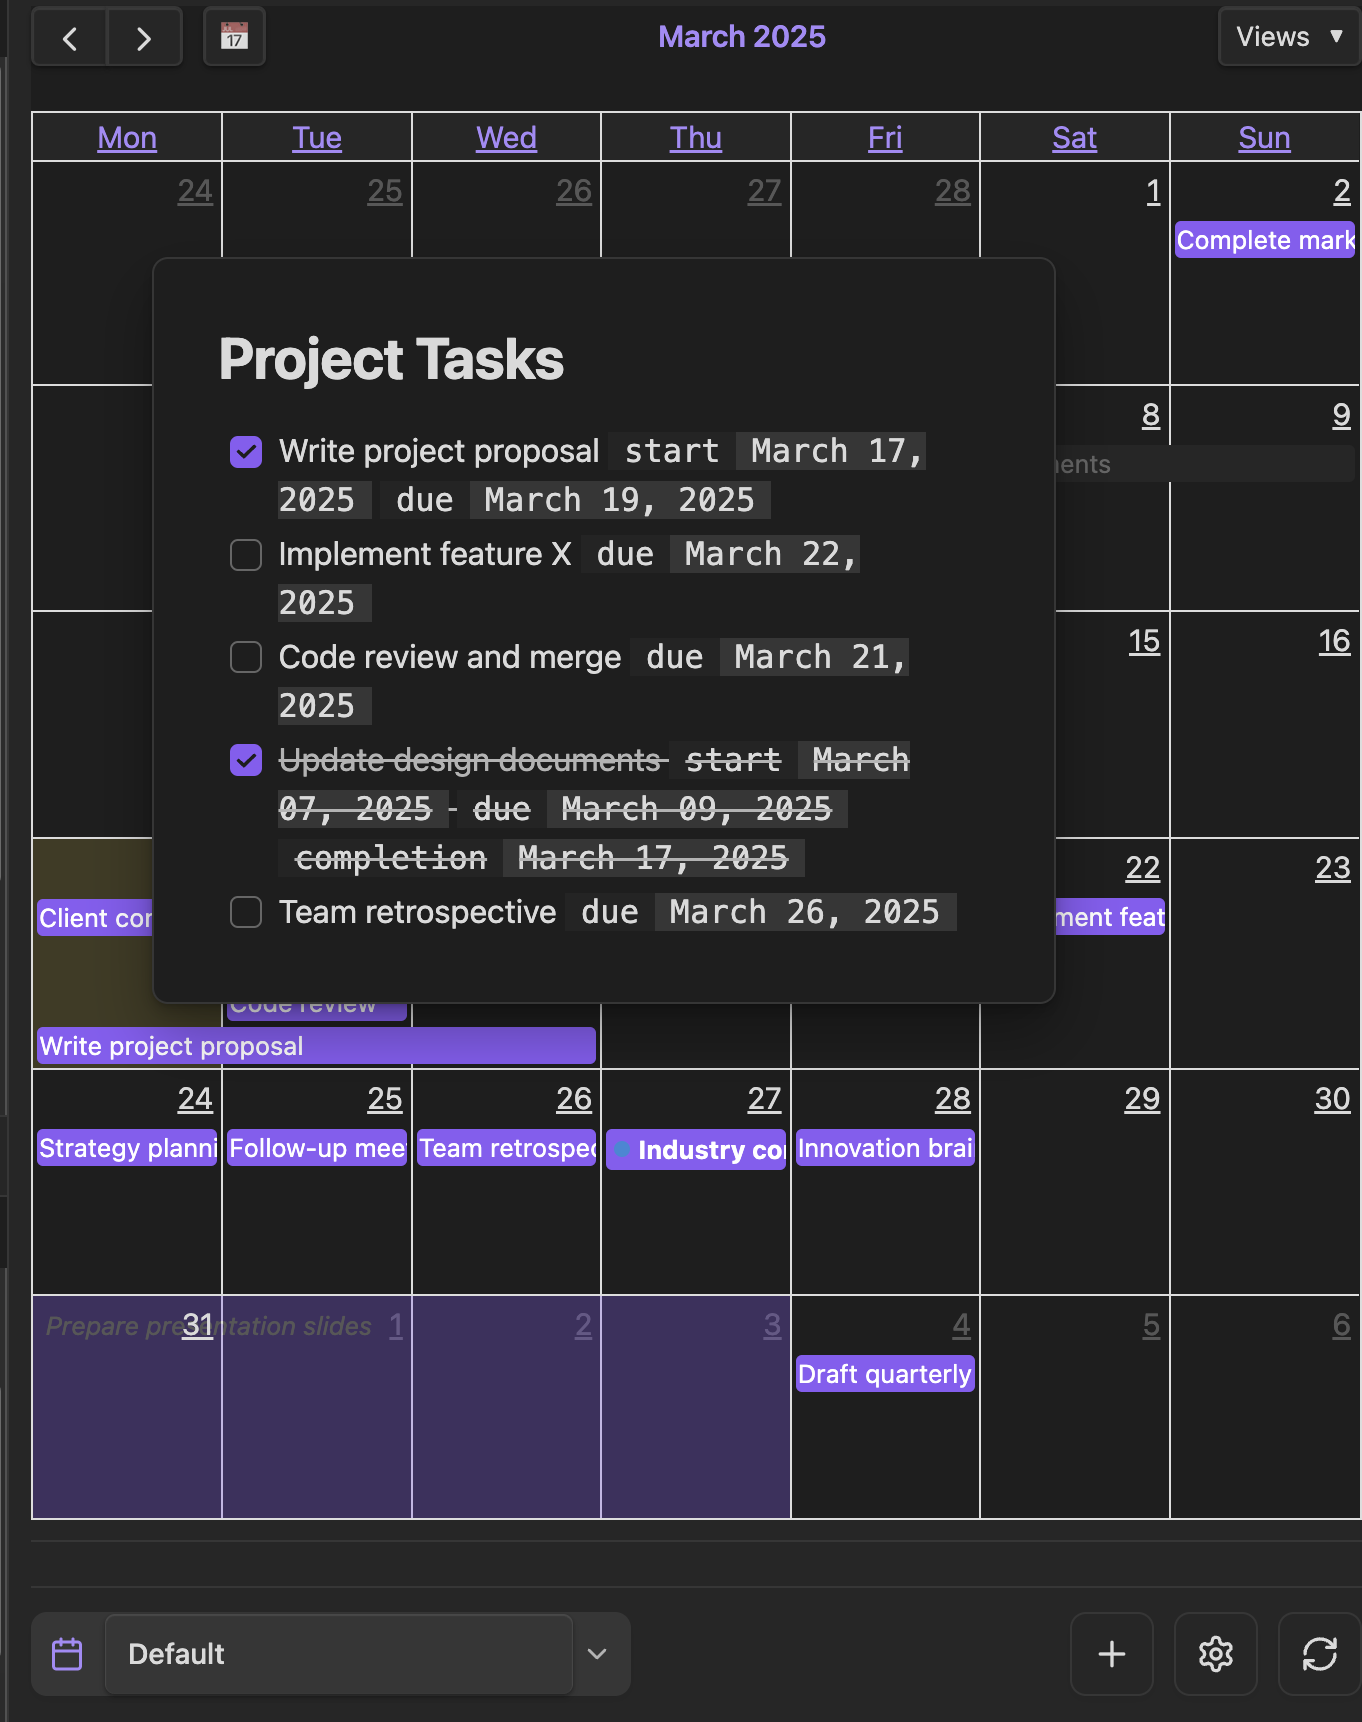 17
March 2025
Views ▼
Mon Tue Wed Thu Fri Sat Sun
24 25 26 27 28 1 2
Complete mark
Project Tasks
Write project proposal start March 17,
2025 due March 19, 2025
Implement feature X due March 22,
2025
Code review and merge due March 21,
2025
Update design documents start March
07, 2025 due March 09, 2025
completion March 17, 2025
Team retrospective due March 26, 2025
8 9
ments
15 16
22 23
Client con
ment feat
Code review
Write project proposal
24 25 26 27 28 29 30
Strategy planni Follow-up mee Team retrospec Industry co Innovation brai
Prepare presentation slides
31 1 2 3 4 5 6
Draft quarterly
Default